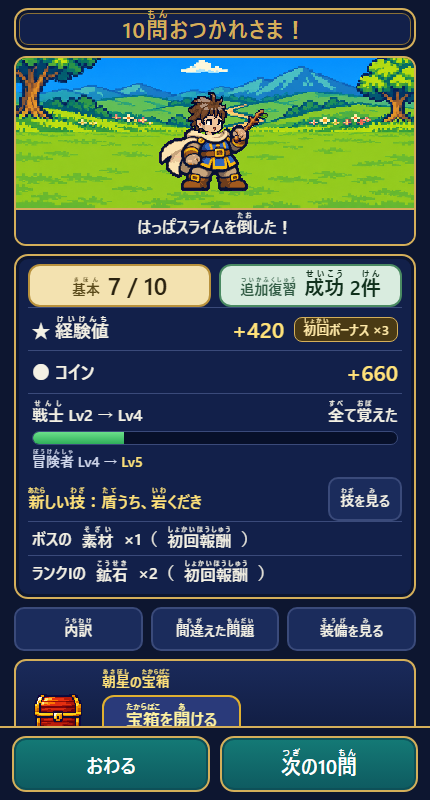 10問おつかれさま！
はっぱスライムを倒した！
基本 7 / 10
追加復習 成功 2件
★ 経験値 +420 初回ボーナス ×3
コイン +660
戦士 Lv2 → Lv4 全て覚えた
冒険者 Lv4 → Lv5
新しい技：盾うち、岩くだき 技を見る
ボスの 素材 ×1（ 初回報酬 ）
ランクIの 鉱石 ×2（ 初回報酬 ）
内訳 間違えた問題 装備を見る
朝星の宝箱
宝箱を開ける
おわる 次の10問